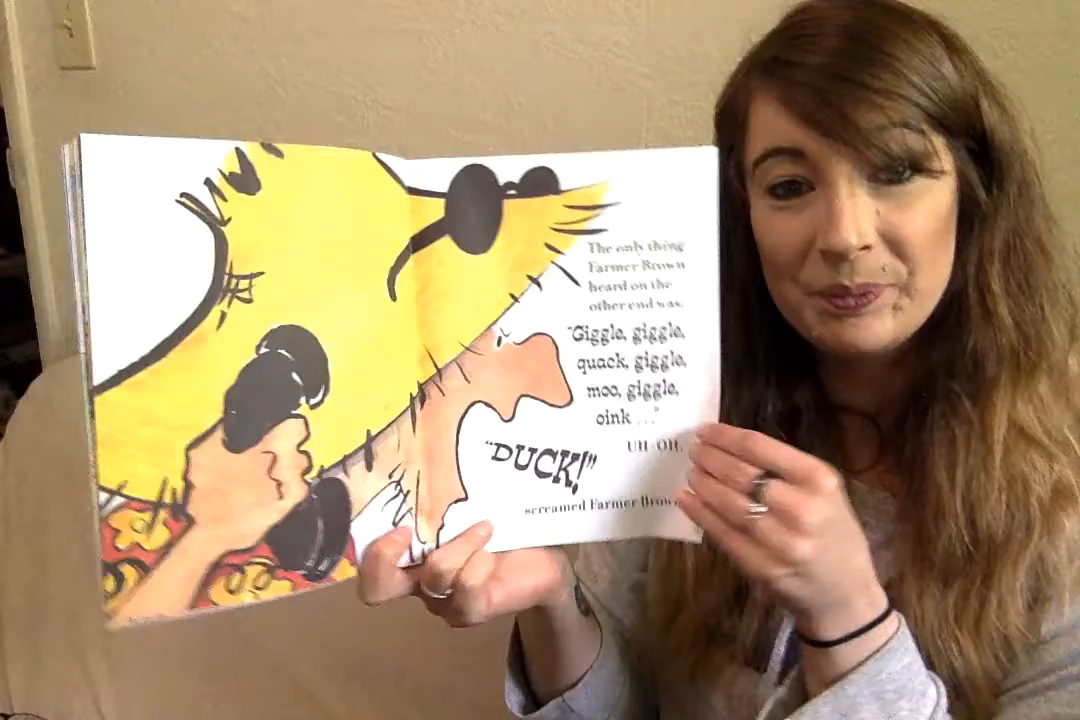 The only thing
Farmer Brown
heard on the
other end was:
"Giggle, giggle,
quack, giggle,
moo, giggle,
oink ..."
UH-OH.
"DUCK!"
screamed Farmer Brown